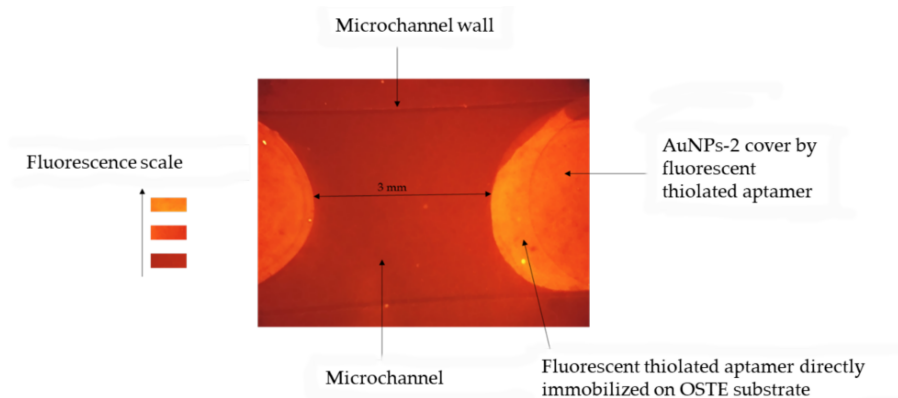 Microchannel wall
Fluorescence scale
3 mm
AuNPs-2 cover by
fluorescent
thiolated aptamer
Microchannel
Fluorescent thiolated aptamer directly
immobilized on OSTE substrate